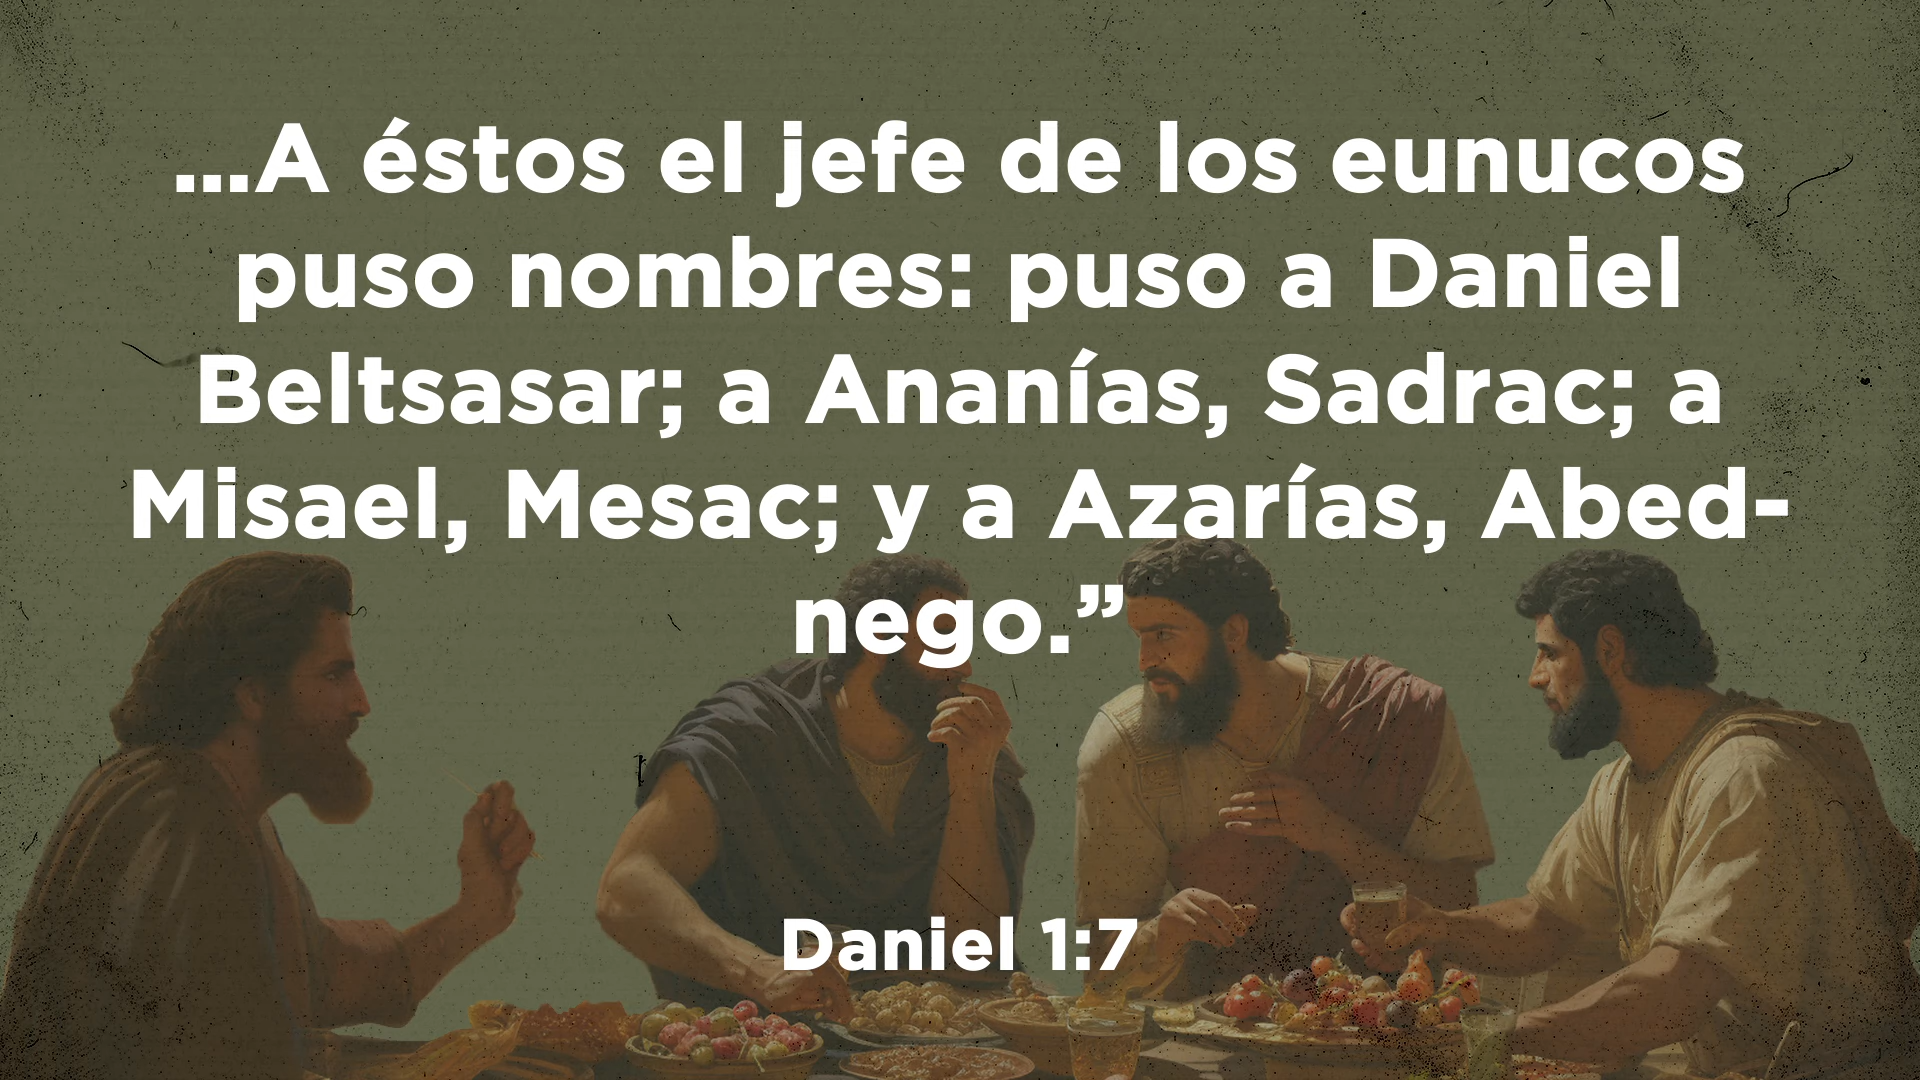 ...A éstos el jefe de los eunucos
puso nombres: puso a Daniel
Beltsasar; a Ananías, Sadrac; a
Misael, Mesac; y a Azarías, Abed-
nego.”
Daniel 1:7